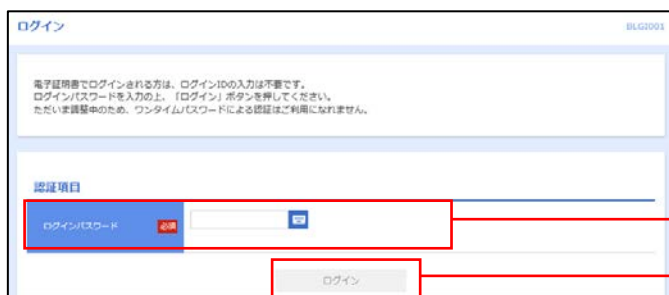 ログイン
BLGI001
電子証明書でログインされる方は、ログインIDの入力は不要です。
ログインパスワードを入力の上、「ログイン」ボタンを押してください。
ただいま調整中のため、ワンタイムパスワードによる認証はご利用になれません。
認証項目
ログインパスワード 必須
ログイン